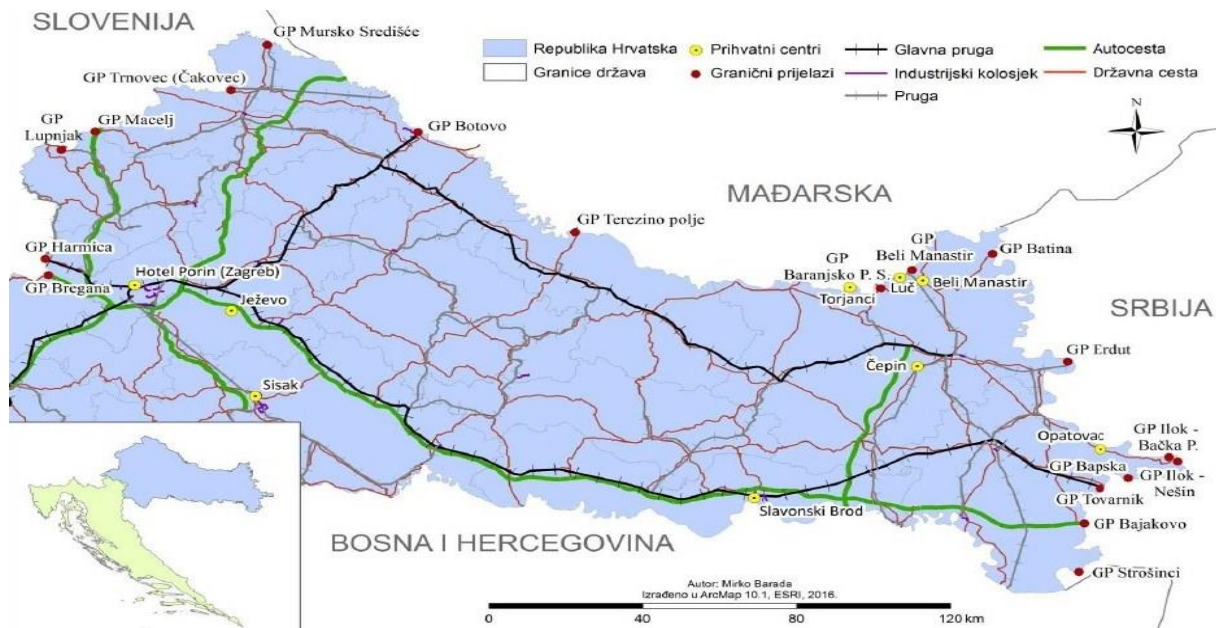 SLOVENIJA
GP Mursko Središće
GP Trnovec (Čakovec)
GP
Lupnjak
GP Macelj
GP Botovo
Republika Hrvatska
Granice država
Prihvatni centri
Granični prijelazi
Glavna pruga
Industrijski kolosjek
Pruga
Autocesta
Državna cesta
N
MAĐARSKA
GP Terezino polje
GP Harmica
GP Bregana
Hotel Porin (Zagreb)
Ježevo
Sisak
GP
Baranjsko P. S.
GP
Beli Manastir
GP Batina
Torjanci
Luč
Beli Manastir
SRBIJA
GP Erdut
Čepin
Opatovac
GP Ilok -
Bačka P.
GP Bapska
GP Ilok -
Nešin
GP Tovarnik
Slavonski Brod
GP Bajakovo
BOSNA I HERCEGOVINA
GP Strošinci
Autor: Mirko Barada
Izrađeno u ArcMap 10.1, ESRI, 2016.
0 40 80 120 km